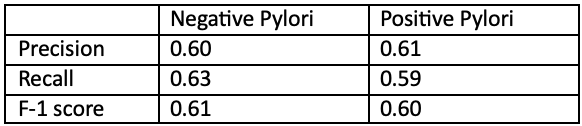 Negative Pylori Positive Pylori
Precision 0.60 0.61
Recall 0.63 0.59
F-1 score 0.61 0.60